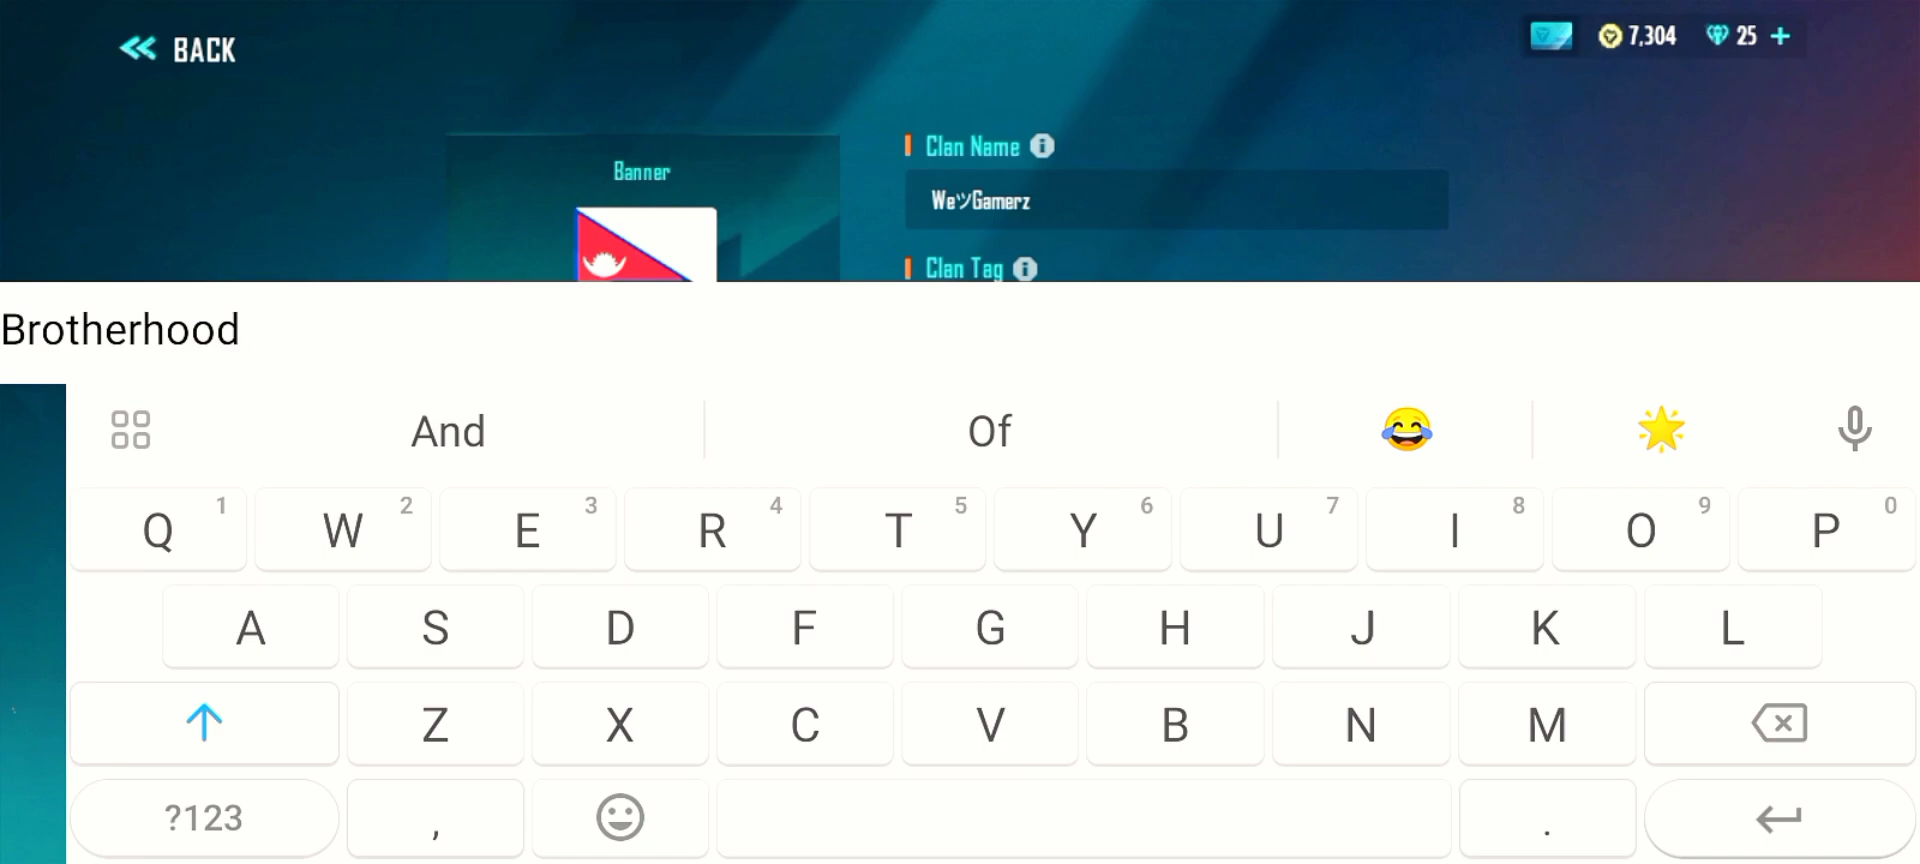 BACK
7,304
25 +
Banner
Clan Name
WeツGamerz
Clan Tag
Brotherhood
And Of 😂 🌟
Q 1 W 2 E 3 R 4 T 5 Y 6 U 7 I 8 O 9 P 0
A S D F G H J K L
Z X C V B N M
?123 , .